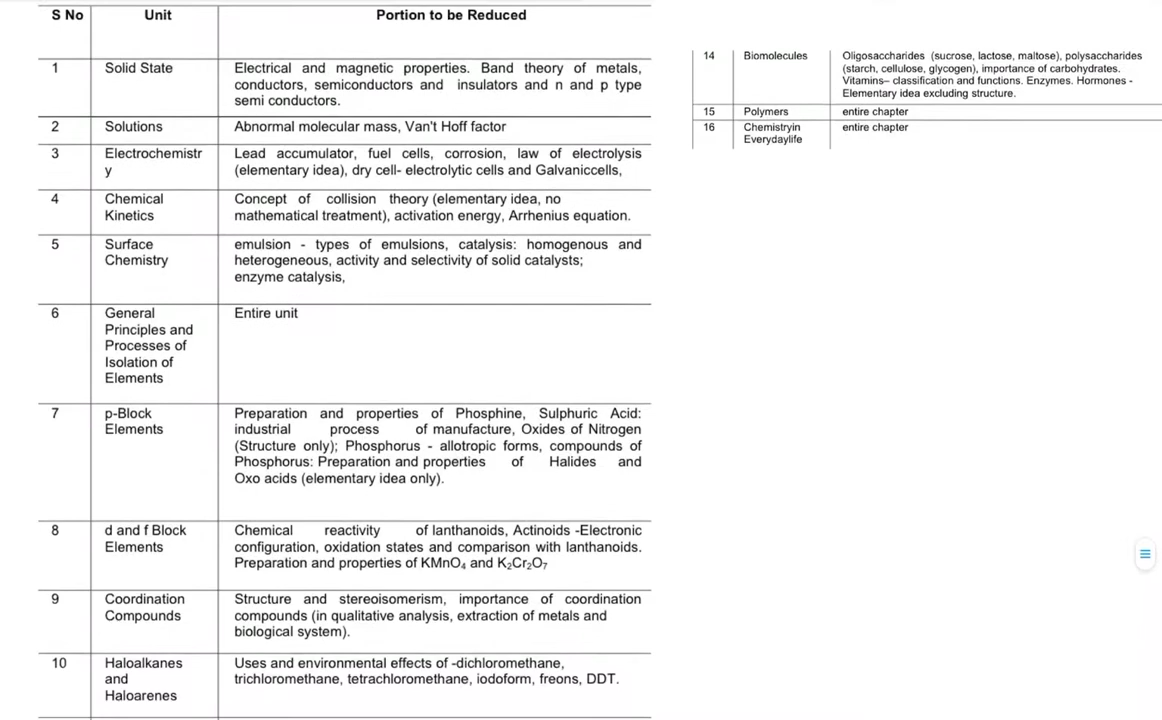 S No Unit Portion to be Reduced
1 Solid State Electrical and magnetic properties. Band theory of metals,
conductors, semiconductors and insulators and n and p type
semi conductors.
2 Solutions Abnormal molecular mass, Van't Hoff factor
3 Electrochemistr Lead accumulator, fuel cells, corrosion, law of electrolysis
y (elementary idea), dry cell- electrolytic cells and Galvaniccells,
4 Chemical Concept of collision theory (elementary idea, no
Kinetics mathematical treatment), activation energy, Arrhenius equation.
5 Surface emulsion - types of emulsions, catalysis: homogenous and
Chemistry heterogeneous, activity and selectivity of solid catalysts;
enzyme catalysis,
6 General Entire unit
Principles and
Processes of
Isolation of
Elements
7 p-Block Preparation and properties of Phosphine, Sulphuric Acid:
Elements industrial process of manufacture, Oxides of Nitrogen
(Structure only); Phosphorus - allotropic forms, compounds of
Phosphorus: Preparation and properties of Halides and
Oxo acids (elementary idea only).
8 d and f Block Chemical reactivity of lanthanoids, Actinoids -Electronic
Elements configuration, oxidation states and comparison with lanthanoids.
Preparation and properties of KMnO₄ and K₂Cr₂O₇
9 Coordination Structure and stereoisomerism, importance of coordination
Compounds compounds (in qualitative analysis, extraction of metals and
biological system).
10 Haloalkanes Uses and environmental effects of -dichloromethane,
and trichloromethane, tetrachloromethane, iodoform, freons, DDT.
Haloarenes
14 Biomolecules Oligosaccharides (sucrose, lactose, maltose), polysaccharides
(starch, cellulose, glycogen), importance of carbohydrates.
Vitamins– classification and functions. Enzymes. Hormones -
Elementary idea excluding structure.
15 Polymers entire chapter
16 Chemistryin entire chapter
Everydaylife